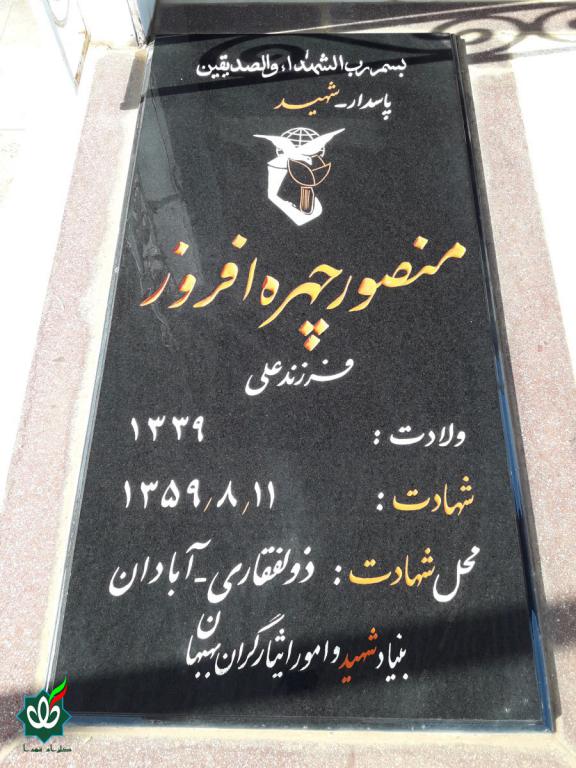 بسم رب الشهداء والصدیقین
پاسدار - شهید
منصور چهره افروز
فرزند علی
ولادت : ۱۳۳۹
شهادت : ۱۱ / ۸ / ۱۳۵۹
محل شهادت : ذولفقاری - آبادان
بنیاد شهید و امور ایثارگران بهبهان